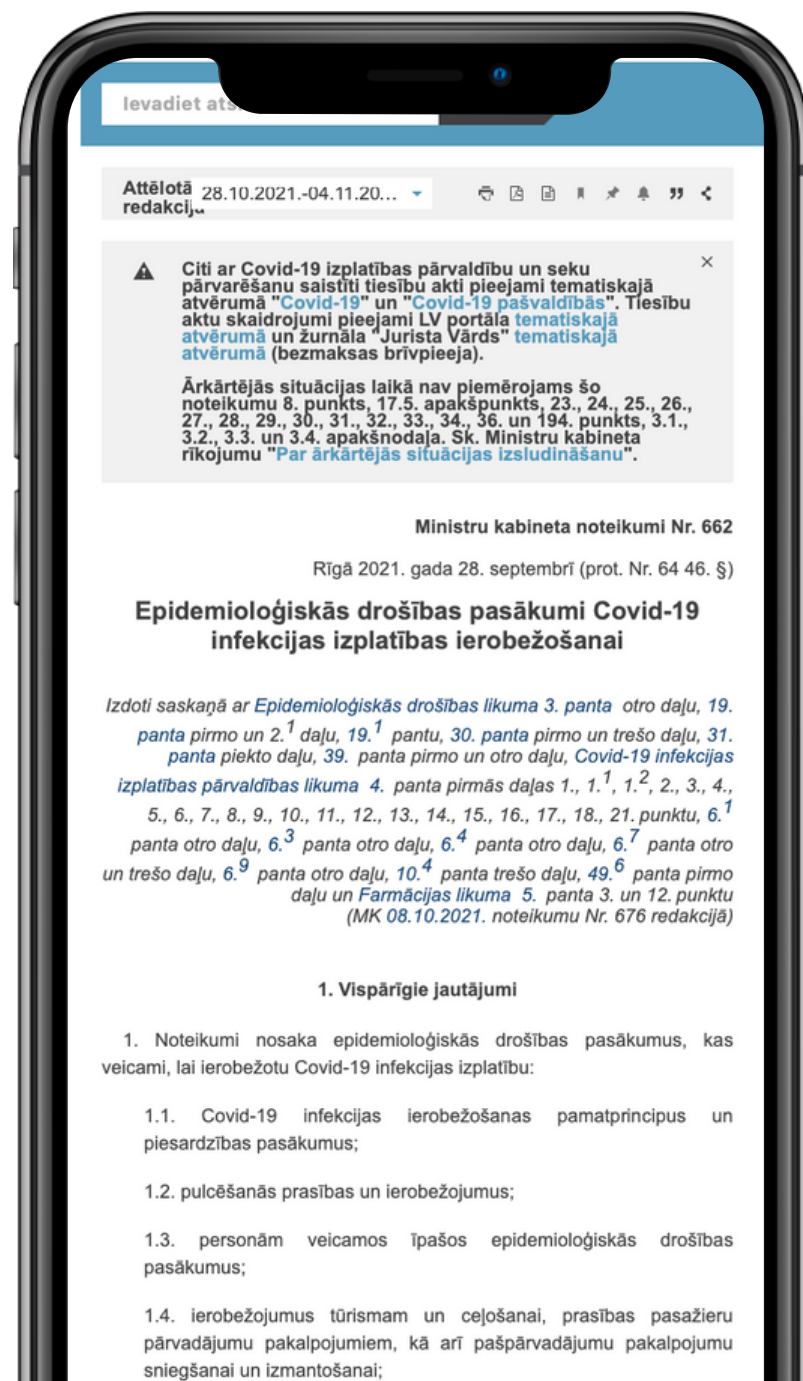 Ievadiet ats
Attēlotā
redakcija
28.10.2021.-04.11.20...
Citi ar Covid-19 izplatības pārvaldību un seku
pārvarēšanu saistīti tiesību akti pieejami tematiskajā
atvērumā "Covid-19" un "Covid-19 pašvaldībās". Tiesību
aktu skaidrojumi pieejami LV portāla tematiskajā
atvērumā un žurnāla "Jurista Vārds" tematiskajā
atvērumā (bezmaksas brīvpieeja).
Ārkārtējās situācijas laikā nav piemērojams šo
noteikumu 8. punkts, 17.5. apakšpunkts, 23., 24., 25., 26.,
27., 28., 29., 30., 31., 32., 33., 34., 36. un 194. punkts, 3.1.,
3.2., 3.3. un 3.4. apakšnodaļa. Sk. Ministru kabineta
rīkojumu "Par ārkārtējās situācijas izsludināšanu".
Ministru kabineta noteikumi Nr. 662
Rīgā 2021. gada 28. septembrī (prot. Nr. 64 46. §)
Epidemioloģiskās drošības pasākumi Covid-19
infekcijas izplatības ierobežošanai
Izdoti saskaņā ar Epidemioloģiskās drošības likuma 3. panta otro daļu, 19.
panta pirmo un 2.¹ daļu, 19.¹ pantu, 30. panta pirmo un trešo daļu, 31.
panta piekto daļu, 39. panta pirmo un otro daļu, Covid-19 infekcijas
izplatības pārvaldības likuma 4. panta pirmās daļas 1., 1.¹, 1.², 2., 3., 4.,
5., 6., 7., 8., 9., 10., 11., 12., 13., 14., 15., 16., 17., 18., 21. punktu, 6.¹
panta otro daļu, 6.³ panta otro daļu, 6.⁴ panta otro daļu, 6.⁷ panta otro
un trešo daļu, 6.⁹ panta otro daļu, 10.⁴ panta trešo daļu, 49.⁶ panta pirmo
daļu un Farmācijas likuma 5. panta 3. un 12. punktu
(MK 08.10.2021. noteikumu Nr. 676 redakcijā)
1. Vispārīgie jautājumi
1. Noteikumi nosaka epidemioloģiskās drošības pasākumus, kas
veicami, lai ierobežotu Covid-19 infekcijas izplatību:
1.1. Covid-19 infekcijas ierobežošanas pamatprincipus un
piesardzības pasākumus;
1.2. pulcēšanās prasības un ierobežojumus;
1.3. personām veicamos īpašos epidemioloģiskās drošības
pasākumus;
1.4. ierobežojumus tūrismam un ceļošanai, prasības pasažieru
pārvadājumu pakalpojumiem, kā arī pašpārvadājumu pakalpojumu
sniegšanai un izmantošanai;